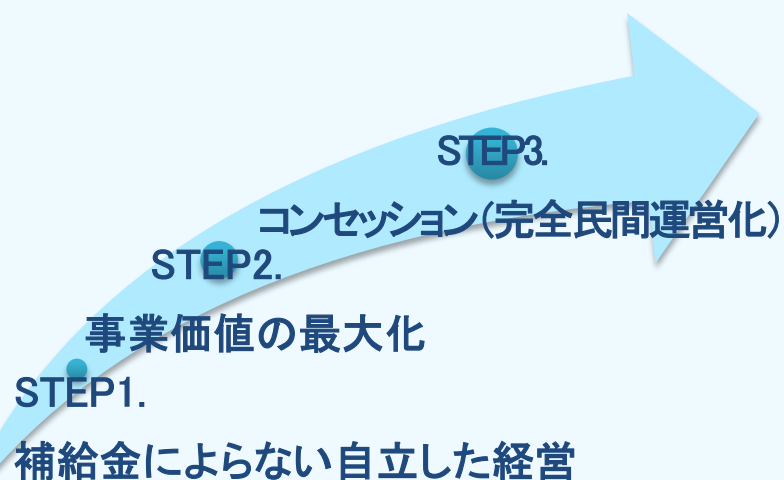 STEP3.
コンセッション（完全民間運営化）
STEP2.
事業価値の最大化
STEP1.
補給金によらない自立した経営